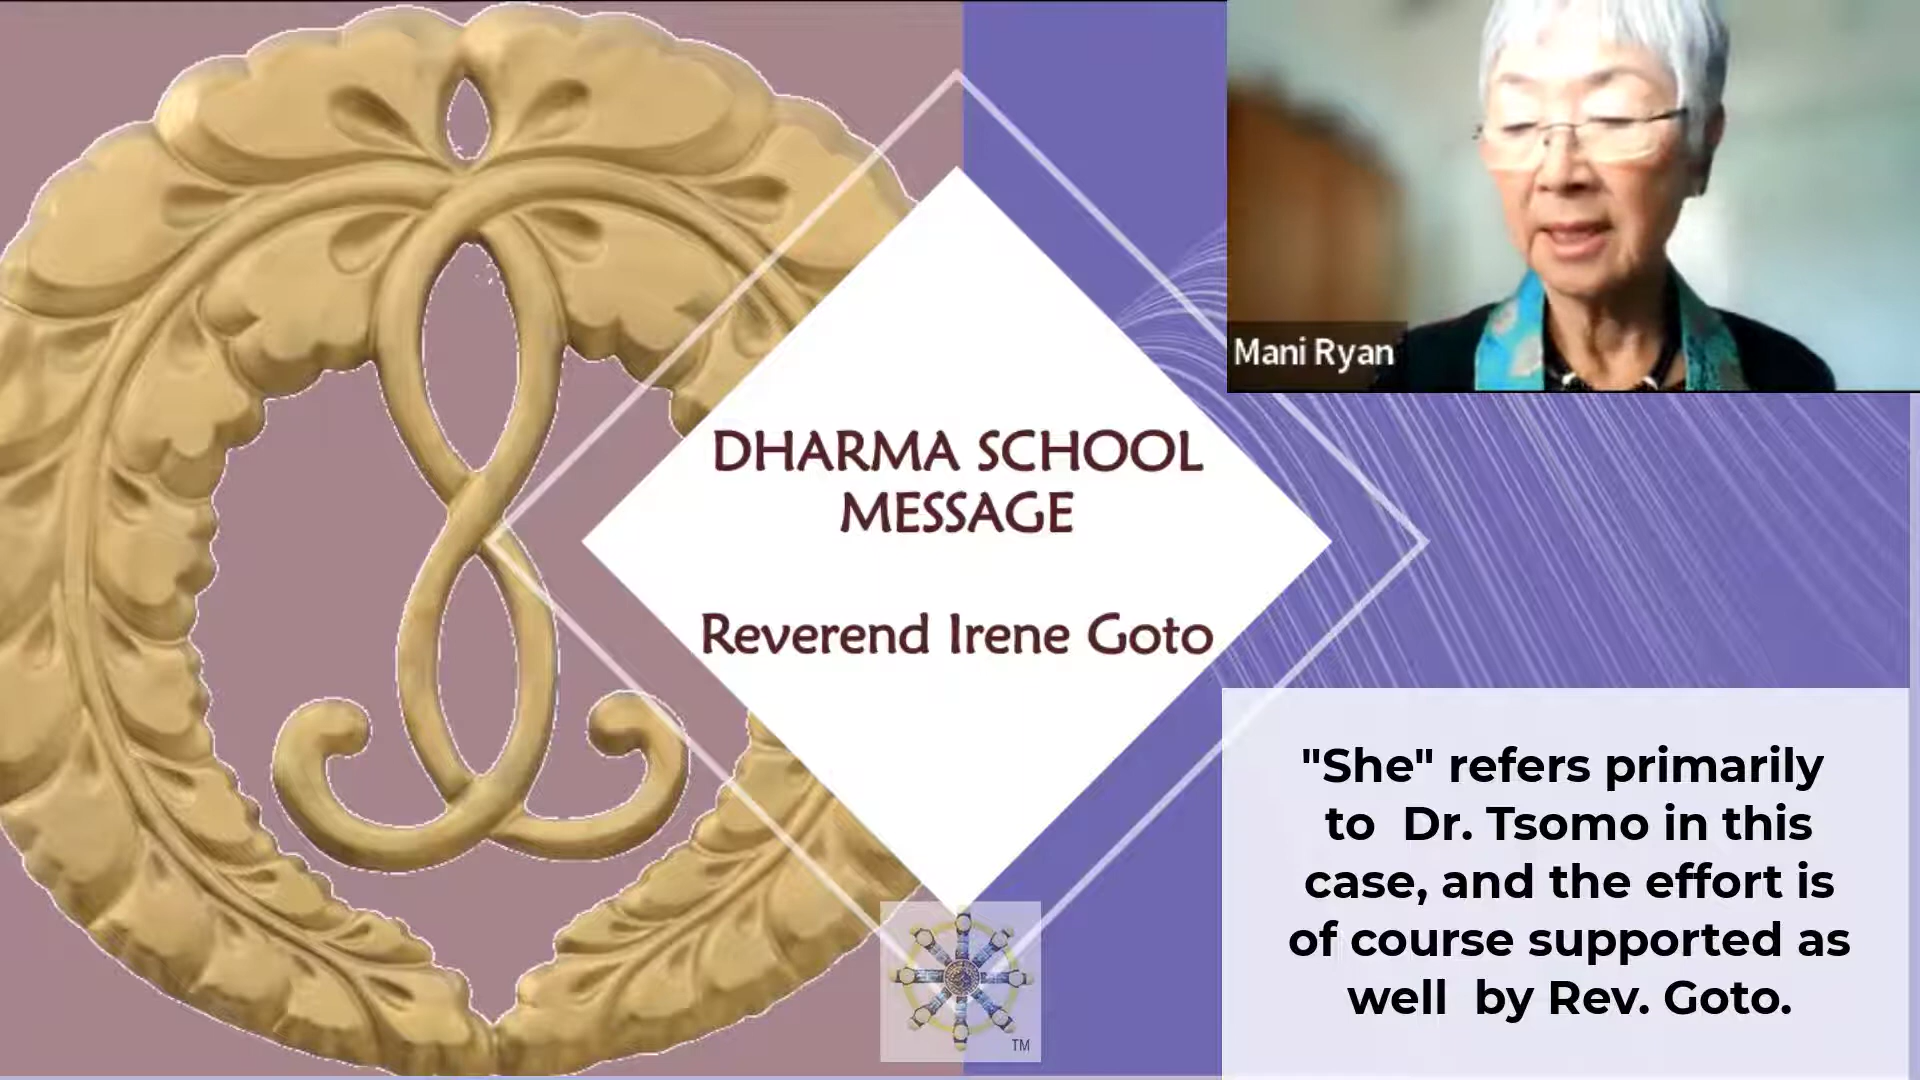 Mani Ryan
DHARMA SCHOOL
MESSAGE
Reverend Irene Goto
"She" refers primarily
to Dr. Tsomo in this
case, and the effort is
of course supported as
well by Rev. Goto.
TM